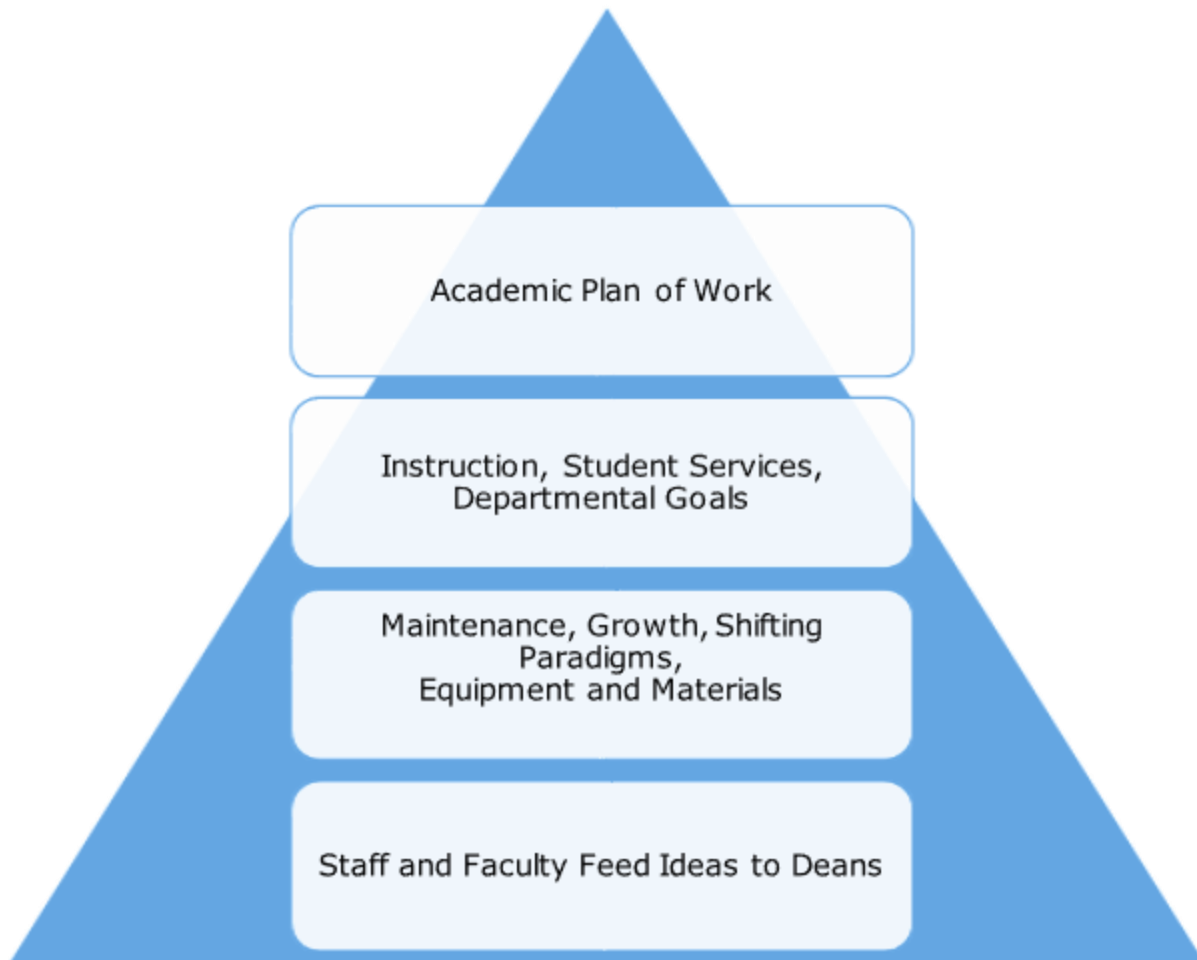 Academic Plan of Work
Instruction, Student Services,
Departmental Goals
Maintenance, Growth, Shifting
Paradigms,
Equipment and Materials
Staff and Faculty Feed Ideas to Deans